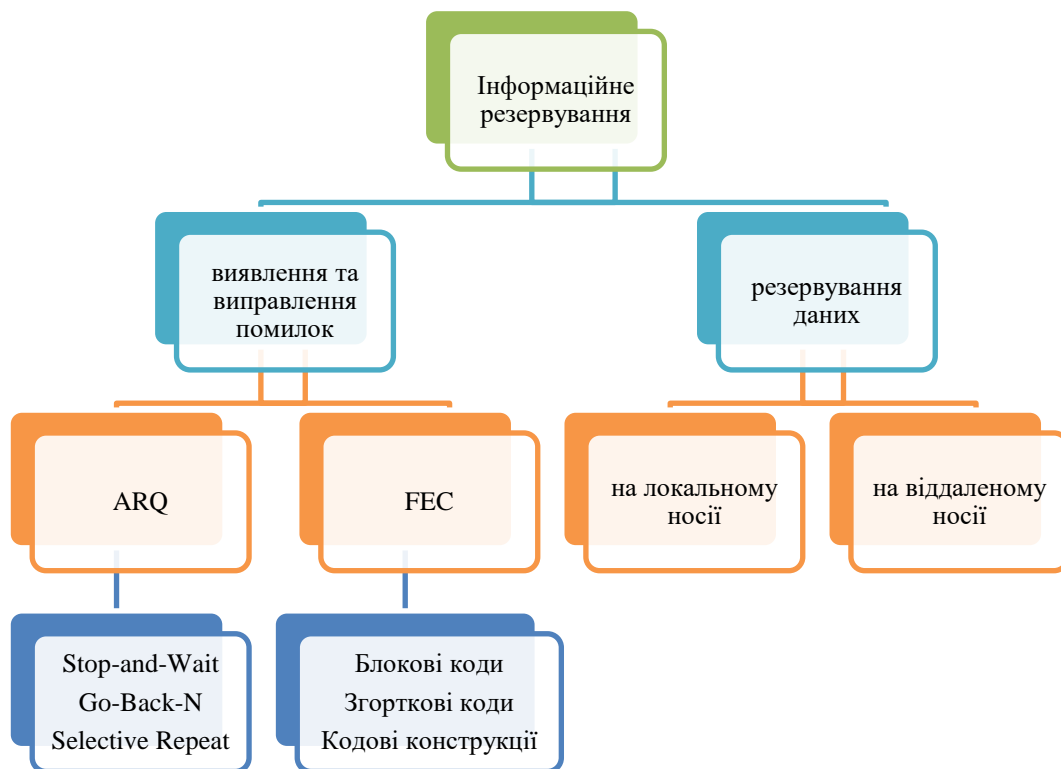 Інформаційне
резервування
виявлення та
виправлення
помилок
резервування
даних
ARQ
FEC
на локальному
носії
на віддаленому
носії
Stop-and-Wait
Go-Back-N
Selective Repeat
Блокові коди
Згорткові коди
Кодові конструкції